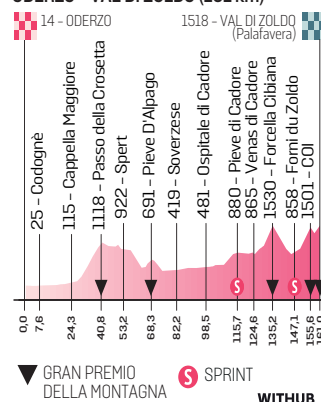 14 – ODERZO
1518 – VAL DI ZOLDO
(Palafavera)
25 – Codognè
115 – Cappella Maggiore
1118 – Passo della Crosetta
922 – Spert
691 – Pieve D'Alpago
419 – Soverzese
481 – Ospitale di Cadore
880 – Pieve di Cadore
865 – Venas di Cadore
1530 – Forcella Cibiana
858 – Forni du Zoldo
1501 – COI
S
S
0,0
7,6
24,3
40,8
53,2
68,3
82,2
98,5
115,7
124,6
135,2
147,1
155,6
GRAN PREMIO
DELLA MONTAGNA
S SPRINT
WITHUB